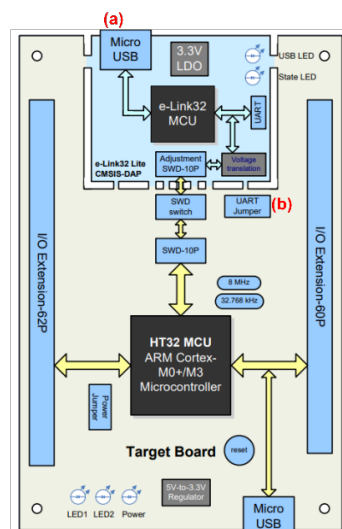 (a)
Micro
USB
3.3V
LDO
USB LED
State LED
e-Link32
MCU
UART
Adjustment
SWD-10P
Voltage
translation
e-Link32 Lite
CMSIS-DAP
SWD
switch
UART
Jumper
(b)
SWD-10P
I/O Extension-62P
I/O Extension-60P
8 MHz
32.768 kHz
HT32 MCU
ARM Cortex-
M0+/M3
Microcontroller
Power
Jumper
Target Board
reset
5V-to-3.3V
Regulator
LED1 LED2 Power
Micro
USB